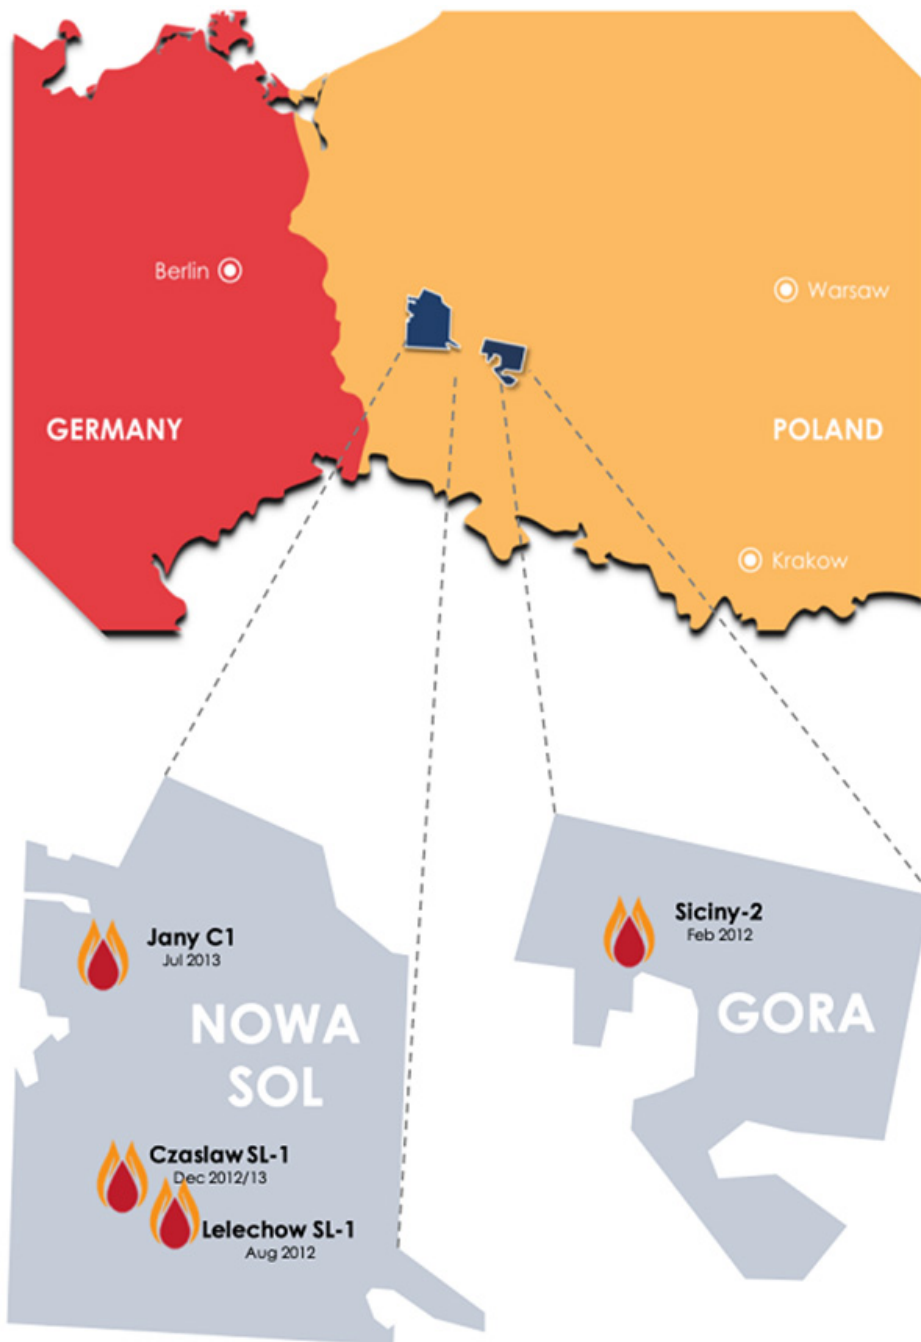 Berlin
Warsaw
GERMANY
POLAND
Krakow
Jany C1
Jul 2013
NOWA
SOL
Czaslaw SL-1
Dec 2012/13
Lelechow SL-1
Aug 2012
Siciny-2
Feb 2012
GORA